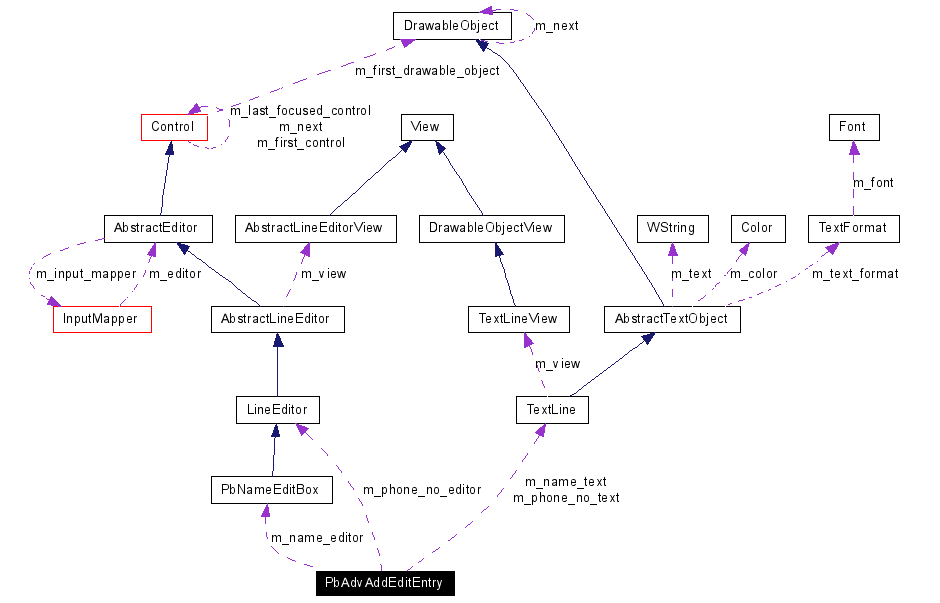 DrawableObject
m_next
m_first_drawable_object
m_last_focused_control
m_next
m_first_control
Control
View
Font
m_font
AbstractEditor
AbstractLineEditorView
DrawableObjectView
WString
Color
TextFormat
m_input_mapper
m_editor
m_view
m_text
m_color
m_text_format
InputMapper
AbstractLineEditor
TextLineView
AbstractTextObject
m_view
LineEditor
TextLine
PbNameEditBox
m_phone_no_editor
m_name_text
m_phone_no_text
m_name_editor
PbAdvAddEditEntry